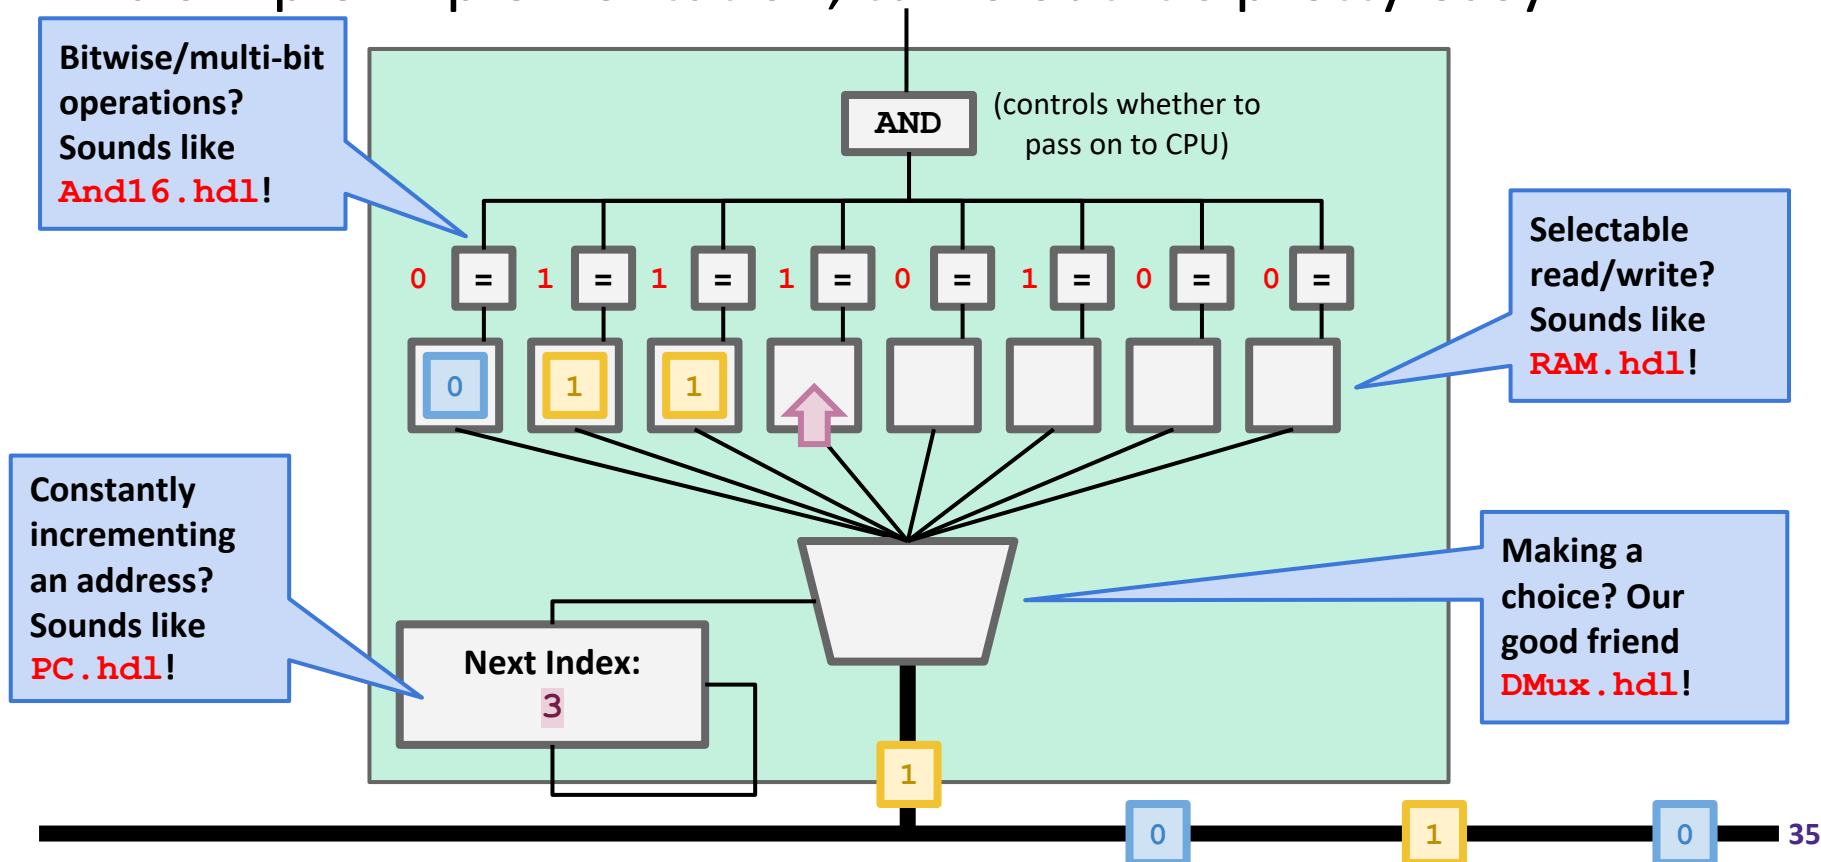 Bitwise/multi-bit
operations?
Sounds like
And16.hdl!
AND
(controls whether to
pass on to CPU)
0 = 1 = 1 = 1 = 0 = 1 = 0 = 0 =
0 1 1
Selectable
read/write?
Sounds like
RAM.hdl!
Constantly
incrementing
an address?
Sounds like
PC.hdl!
Next Index:
3
Making a
choice? Our
good friend
DMux.hdl!
1
0 1 0
35